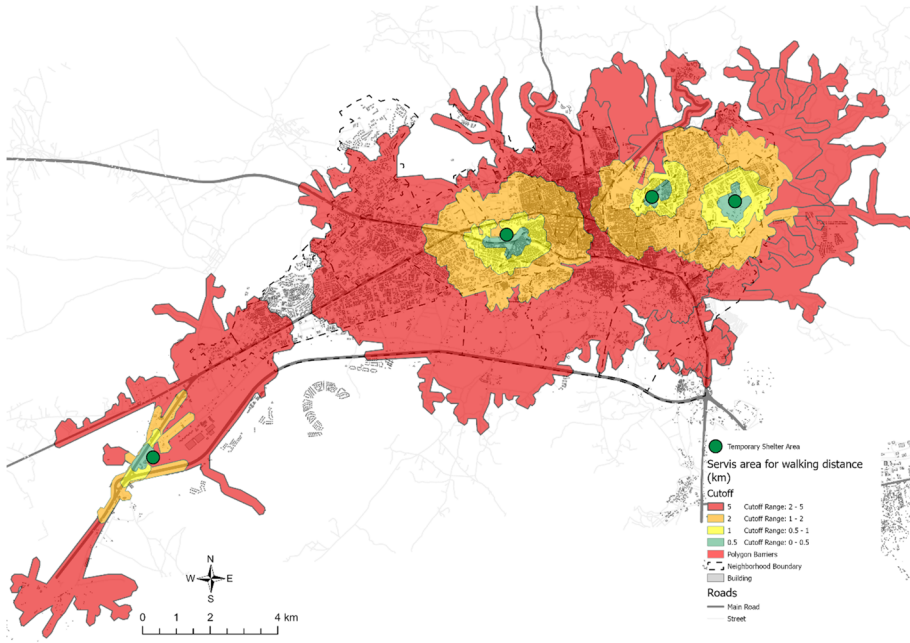 Temporary Shelter Area
Servis area for walking distance
(km)
Cutoff
5 Cutoff Range: 2 - 5
2 Cutoff Range: 1 - 2
1 Cutoff Range: 0.5 - 1
0.5 Cutoff Range: 0 - 0.5
Polygon Barriers
Neighborhood Boundary
Building
Roads
Main Road
Street
N
W E
S
0 1 2 4 km